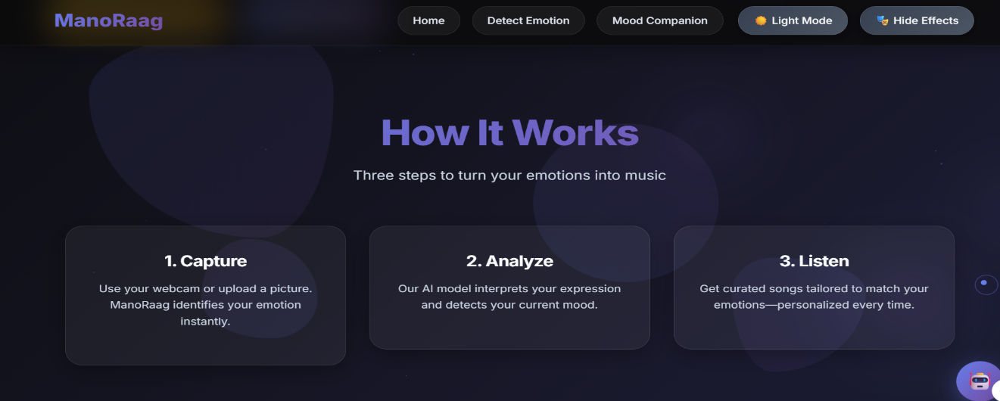 ManoRaag
Home
Detect Emotion
Mood Companion
Light Mode
Hide Effects
How It Works
Three steps to turn your emotions into music
1. Capture
Use your webcam or upload a picture.
ManoRaag identifies your emotion
instantly.
2. Analyze
Our AI model interprets your expression
and detects your current mood.
3. Listen
Get curated songs tailored to match your
emotions—personalized every time.